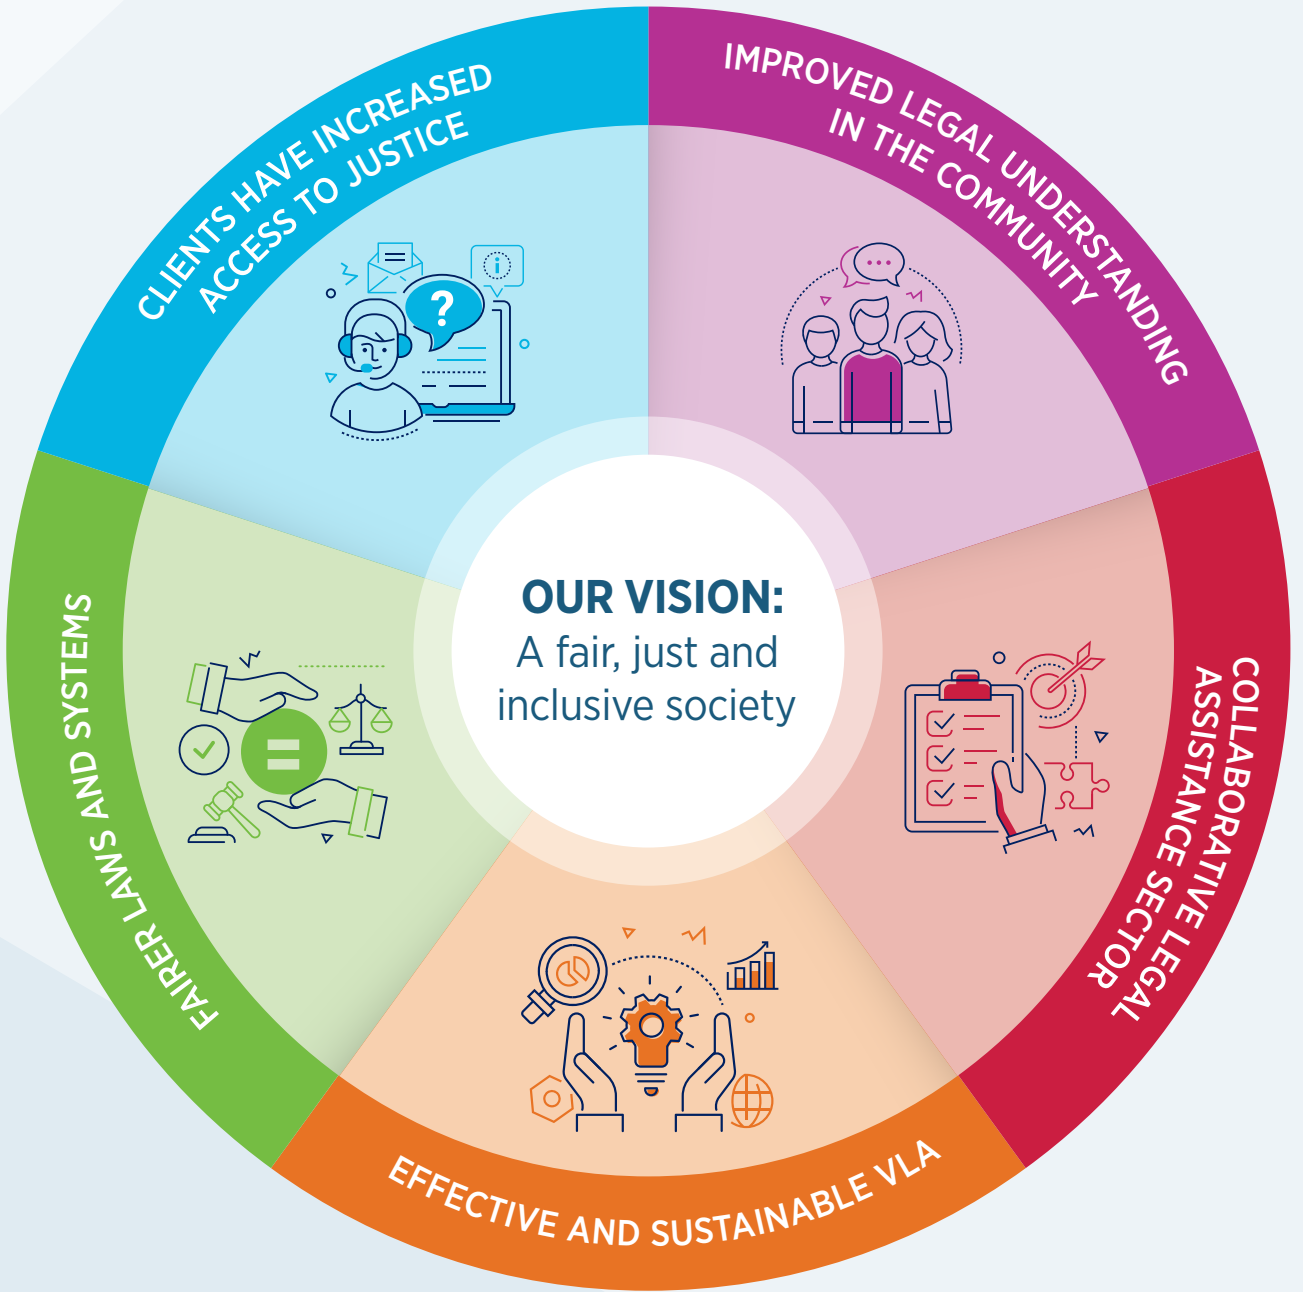 CLIENTS HAVE INCREASED
ACCESS TO JUSTICE
IMPROVED LEGAL UNDERSTANDING
IN THE COMMUNITY
COLLABORATIVE LEGAL
ASSISTANCE SECTOR
EFFECTIVE AND SUSTAINABLE VLA
FAIRER LAWS AND SYSTEMS
OUR VISION:
A fair, just and
inclusive society
?
i
=